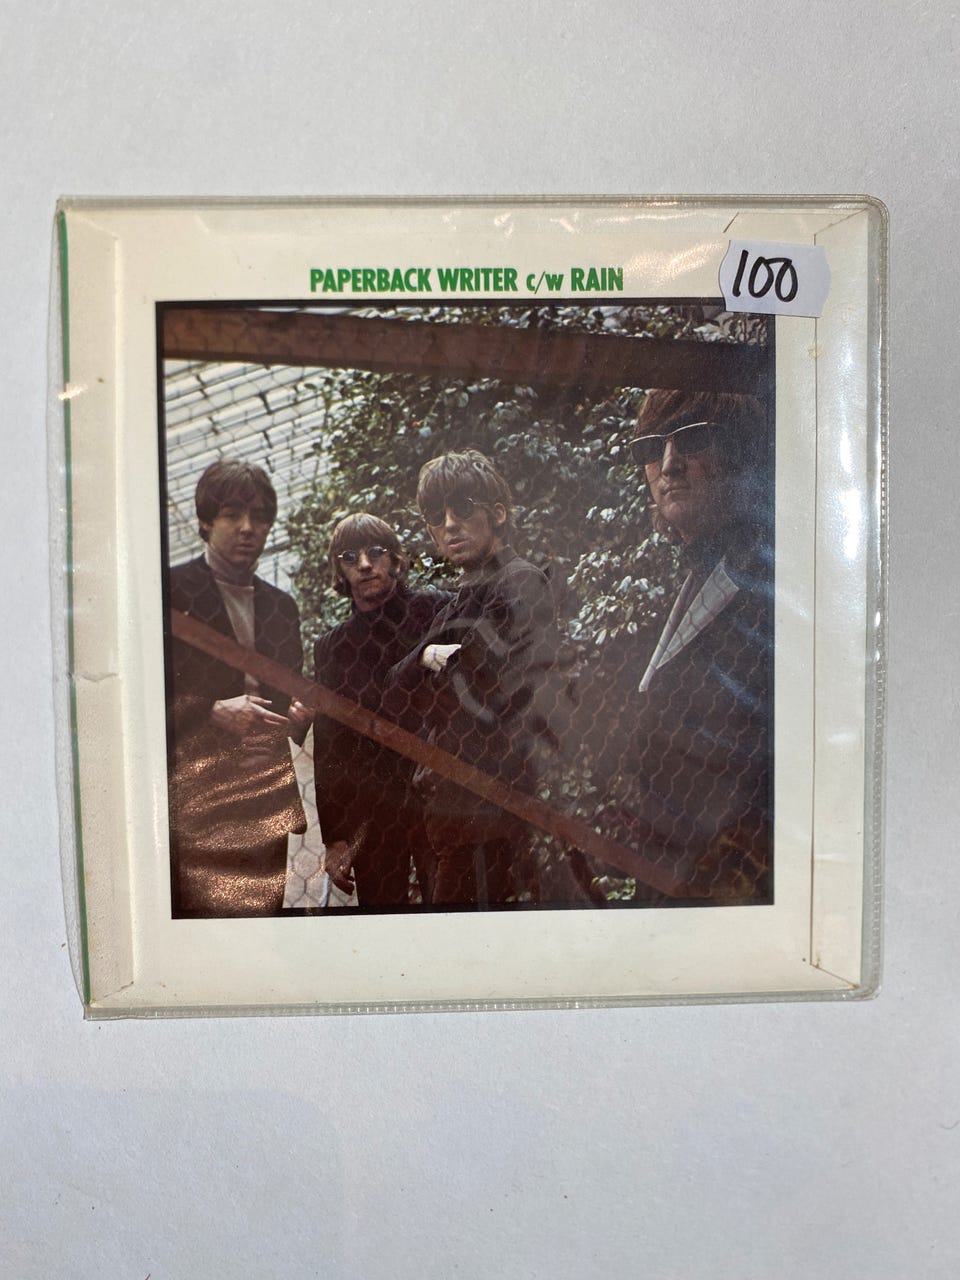 PAPERBACK WRITER c/w RAIN
100